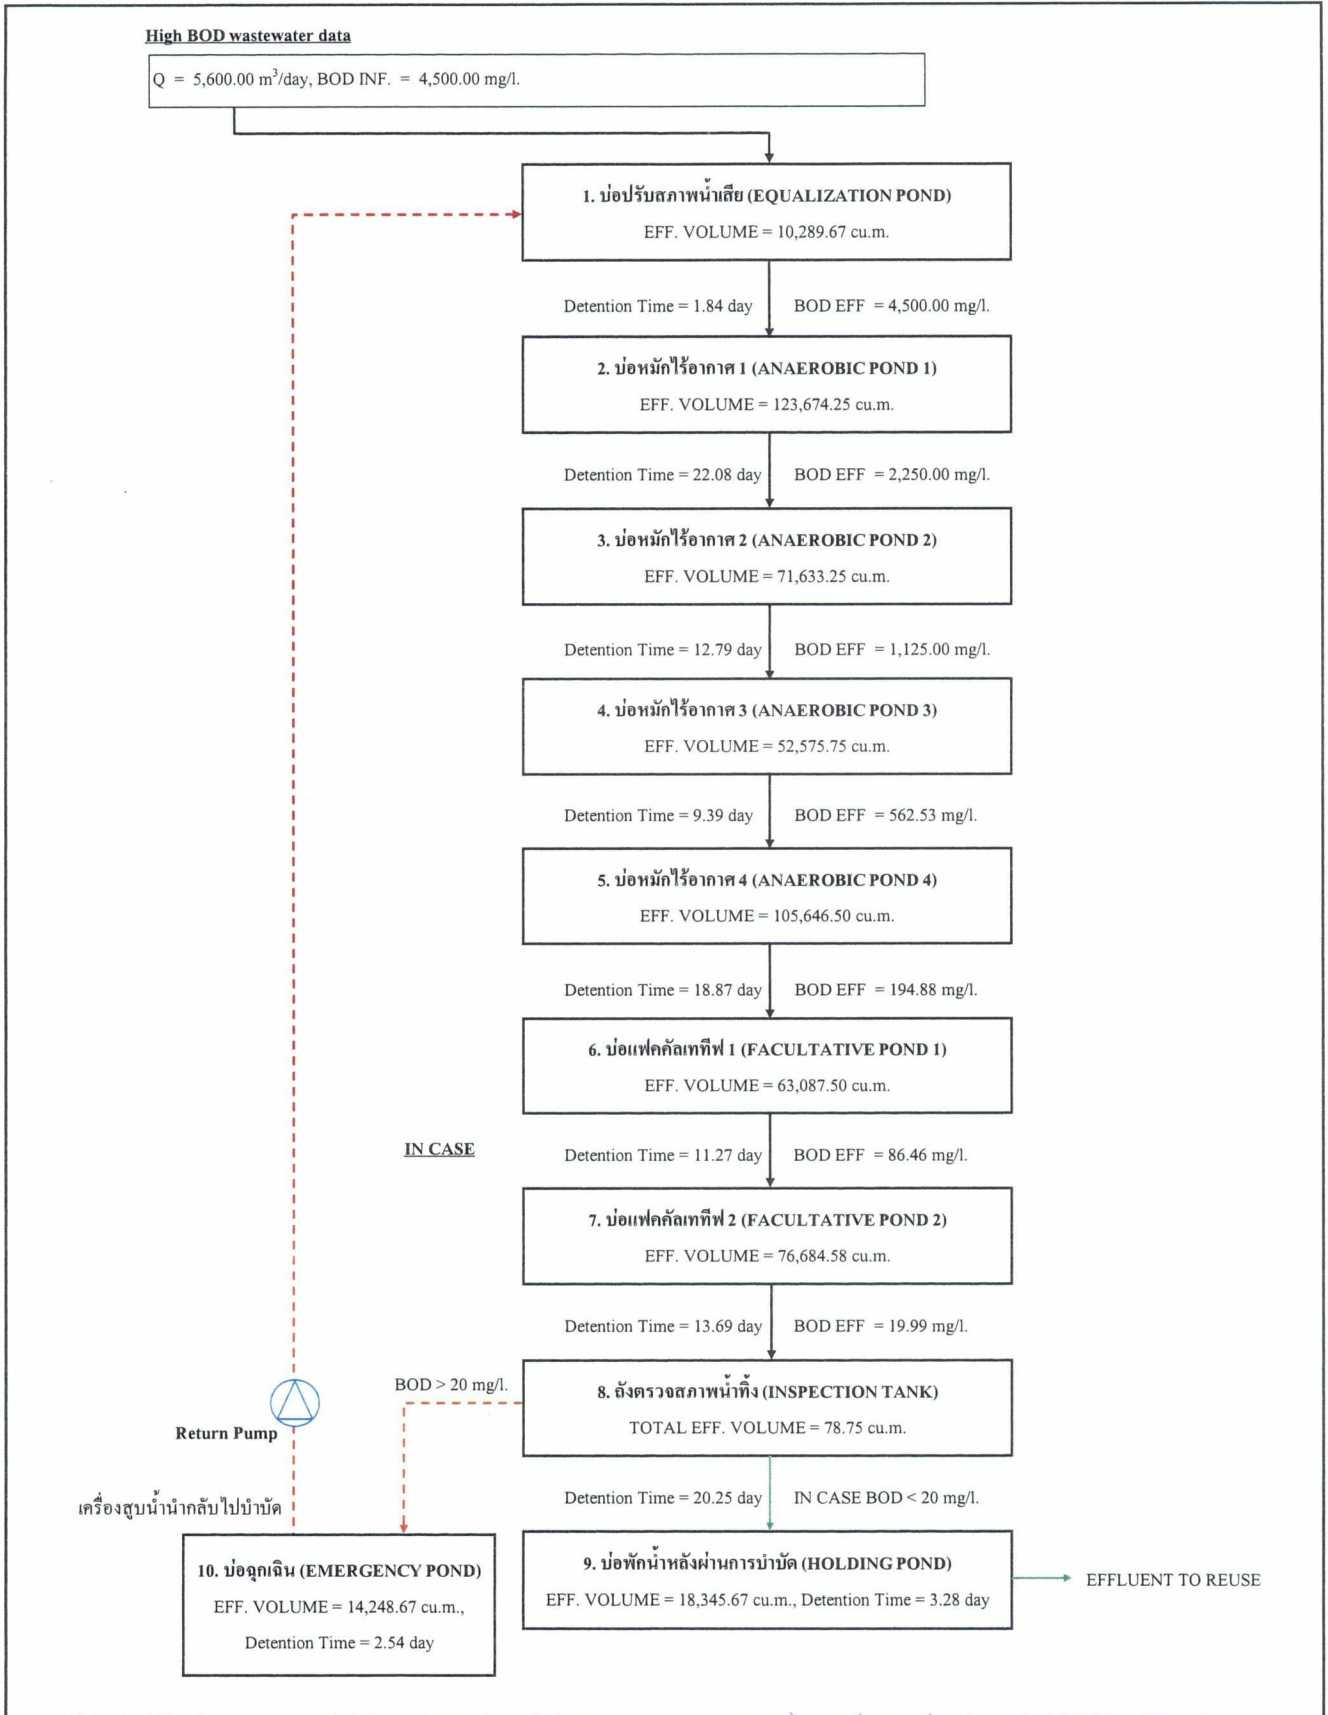 High BOD wastewater data
Q = 5,600.00 m³/day, BOD INF. = 4,500.00 mg/l.
1. บ่อปรับสภาพน้ำเสีย (EQUALIZATION POND)
EFF. VOLUME = 10,289.67 cu.m.
Detention Time = 1.84 day BOD EFF = 4,500.00 mg/l.
2. บ่อหมักไร้อากาศ 1 (ANAEROBIC POND 1)
EFF. VOLUME = 123,674.25 cu.m.
Detention Time = 22.08 day BOD EFF = 2,250.00 mg/l.
3. บ่อหมักไร้อากาศ 2 (ANAEROBIC POND 2)
EFF. VOLUME = 71,633.25 cu.m.
Detention Time = 12.79 day BOD EFF = 1,125.00 mg/l.
4. บ่อหมักไร้อากาศ 3 (ANAEROBIC POND 3)
EFF. VOLUME = 52,575.75 cu.m.
Detention Time = 9.39 day BOD EFF = 562.53 mg/l.
5. บ่อหมักไร้อากาศ 4 (ANAEROBIC POND 4)
EFF. VOLUME = 105,646.50 cu.m.
Detention Time = 18.87 day BOD EFF = 194.88 mg/l.
6. บ่อแฟคคัลเททีฟ 1 (FACULTATIVE POND 1)
EFF. VOLUME = 63,087.50 cu.m.
IN CASE
Detention Time = 11.27 day BOD EFF = 86.46 mg/l.
7. บ่อแฟคคัลเททีฟ 2 (FACULTATIVE POND 2)
EFF. VOLUME = 76,684.58 cu.m.
Detention Time = 13.69 day BOD EFF = 19.99 mg/l.
BOD > 20 mg/l.
8. ถังตรวจสภาพน้ำทิ้ง (INSPECTION TANK)
TOTAL EFF. VOLUME = 78.75 cu.m.
Return Pump
เครื่องสูบน้ำนำกลับไปบำบัด
Detention Time = 20.25 day IN CASE BOD < 20 mg/l.
9. บ่อพักน้ำหลังผ่านการบำบัด (HOLDING POND)
EFF. VOLUME = 18,345.67 cu.m., Detention Time = 3.28 day
EFFLUENT TO REUSE
10. บ่อฉุกเฉิน (EMERGENCY POND)
EFF. VOLUME = 14,248.67 cu.m.,
Detention Time = 2.54 day